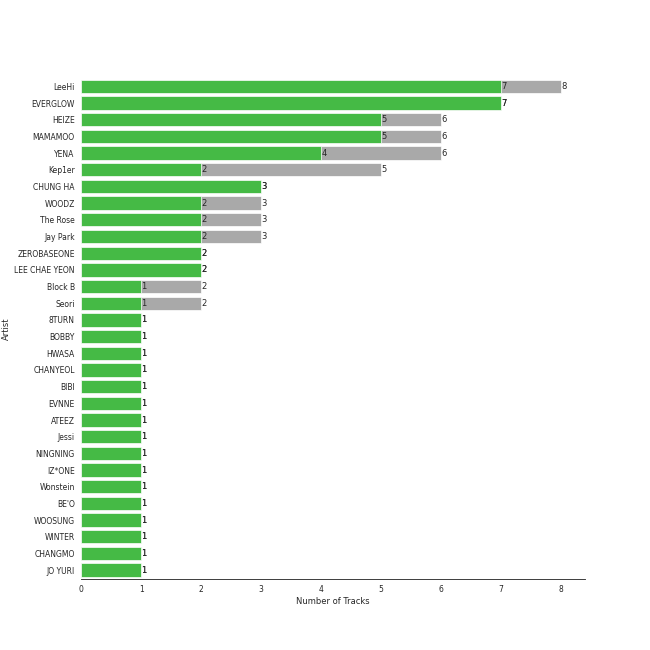 LeeHi 7 8
EVERGLOW 7
HEIZE 5 6
MAMAMOO 5 6
YENA 4 6
Kep1er 2 5
CHUNG HA 3
WOODZ 2 3
The Rose 2 3
Jay Park 2 3
ZEROBASEONE 2
LEE CHAE YEON 2
Block B 1 2
Seori 1 2
8TURN 1
BOBBY 1
HWASA 1
CHANYEOL 1
BIBI 1
EVNNE 1
ATEEZ 1
Jessi 1
NINGNING 1
IZ*ONE 1
Wonstein 1
BE'O 1
WOOSUNG 1
WINTER 1
CHANGMO 1
JO YURI 1
Artist
0 1 2 3 4 5 6 7 8
Number of Tracks